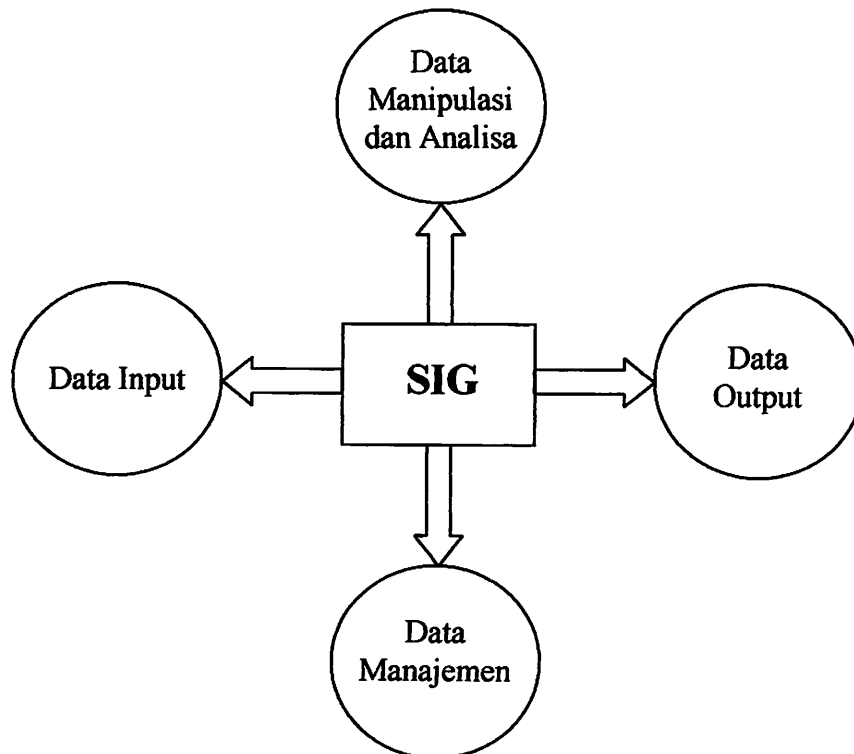 Data
Manipulasi
dan Analisa
Data Input
SIG
Data
Output
Data
Manajemen